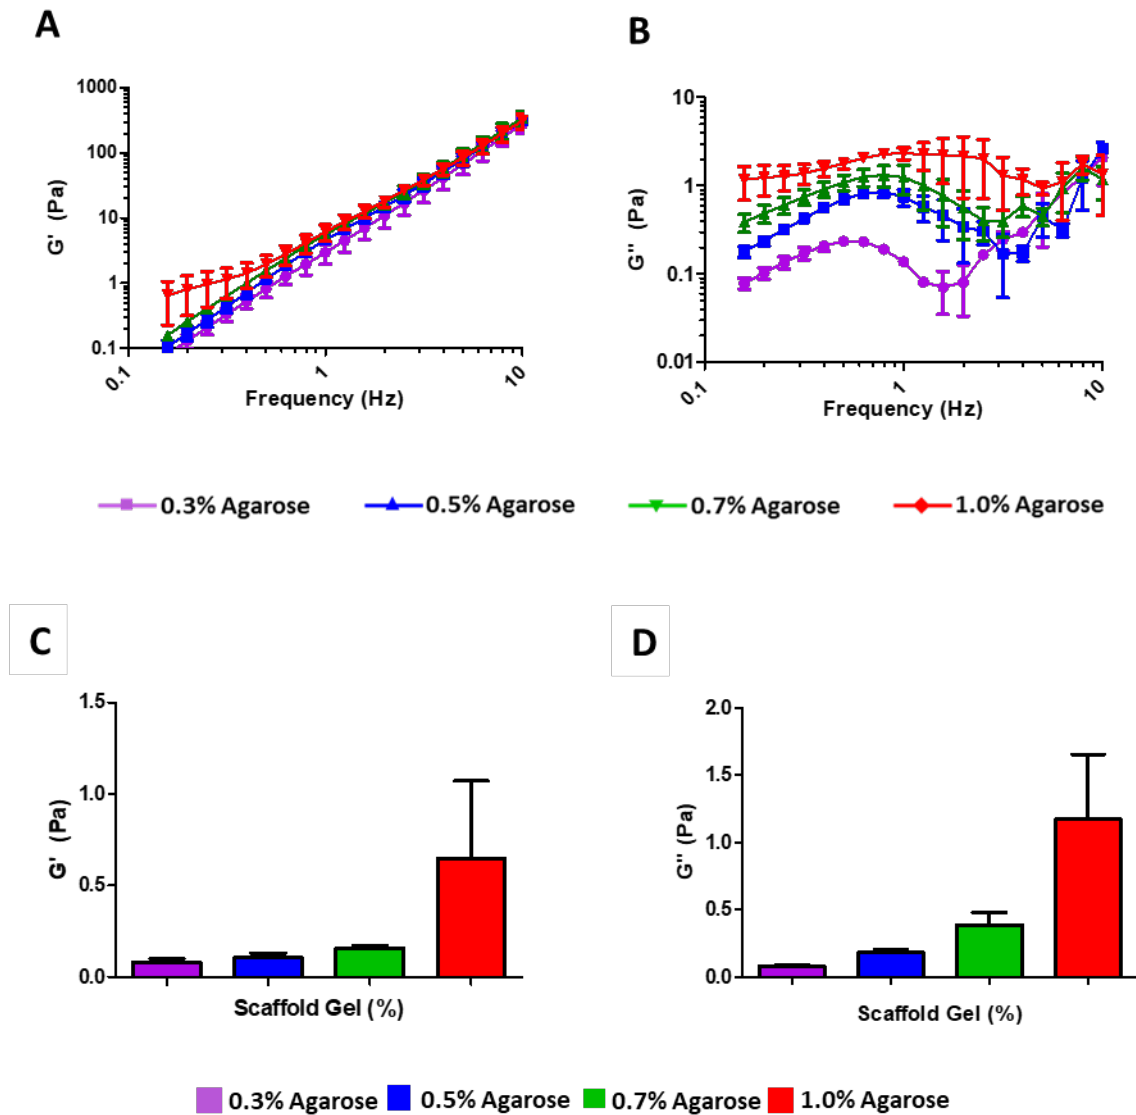 A
B
G' (Pa)
1000
100
10
1
0.1
0.1
1
10
Frequency (Hz)
G'' (Pa)
10
1
0.1
0.01
0.1
1
10
Frequency (Hz)
0.3% Agarose
0.5% Agarose
0.7% Agarose
1.0% Agarose
C
D
G' (Pa)
1.5
1.0
0.5
0.0
Scaffold Gel (%)
G'' (Pa)
2.0
1.5
1.0
0.5
0.0
Scaffold Gel (%)
0.3% Agarose
0.5% Agarose
0.7% Agarose
1.0% Agarose